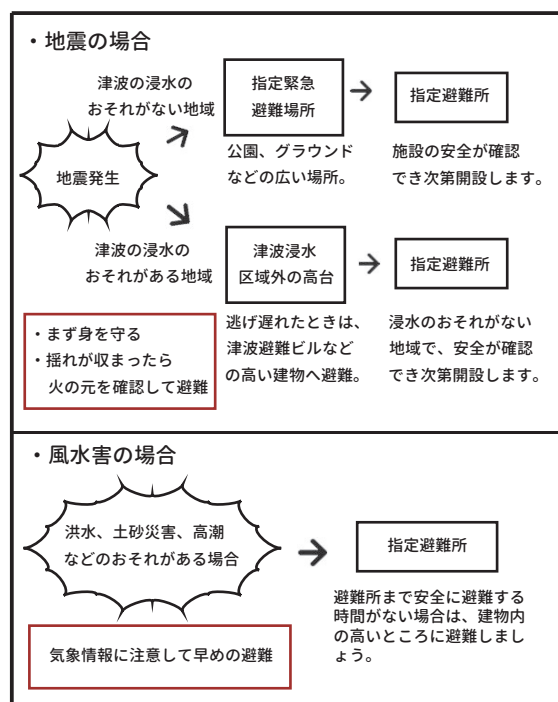 ・地震の場合
津波の浸水の
おそれがない地域
地震発生
津波の浸水の
おそれがある地域
指定緊急
避難場所
公園、グラウンド
などの広い場所。
指定避難所
施設の安全が確認
でき次第開設します。
津波浸水
区域外の高台
逃げ遅れたときは、
津波避難ビルなど
の高い建物へ避難。
指定避難所
浸水のおそれがない
地域で、安全が確認
でき次第開設します。
・まず身を守る
・揺れが収まったら
火の元を確認して避難
・風水害の場合
洪水、土砂災害、高潮
などのおそれがある場合
指定避難所
避難所まで安全に避難する
時間がない場合は、建物内
の高いところに避難しまし
ょう。
気象情報に注意して早めの避難